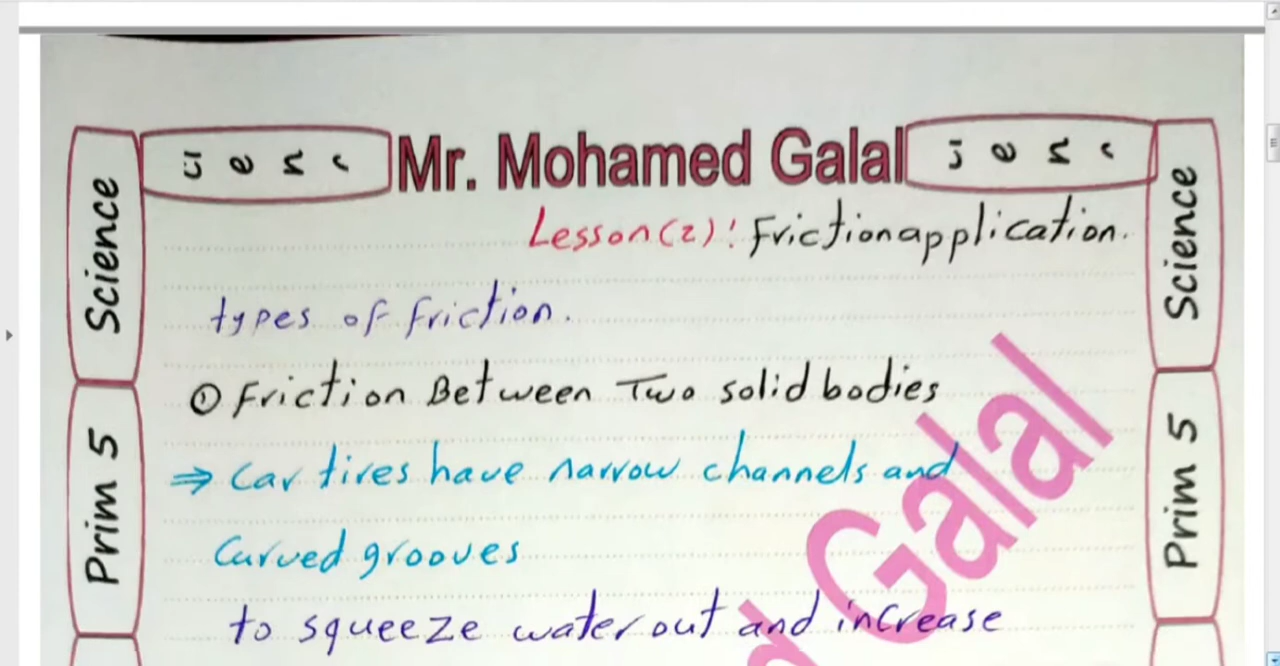 Mr. Mohamed Galal
Science
Science
Lesson(2): Friction application.
types of friction.
① Friction Between Two solid bodies
⇒ Car tires have narrow channels and
Curved grooves
to squeeze water out and increase
Prim 5
Prim 5
Galal